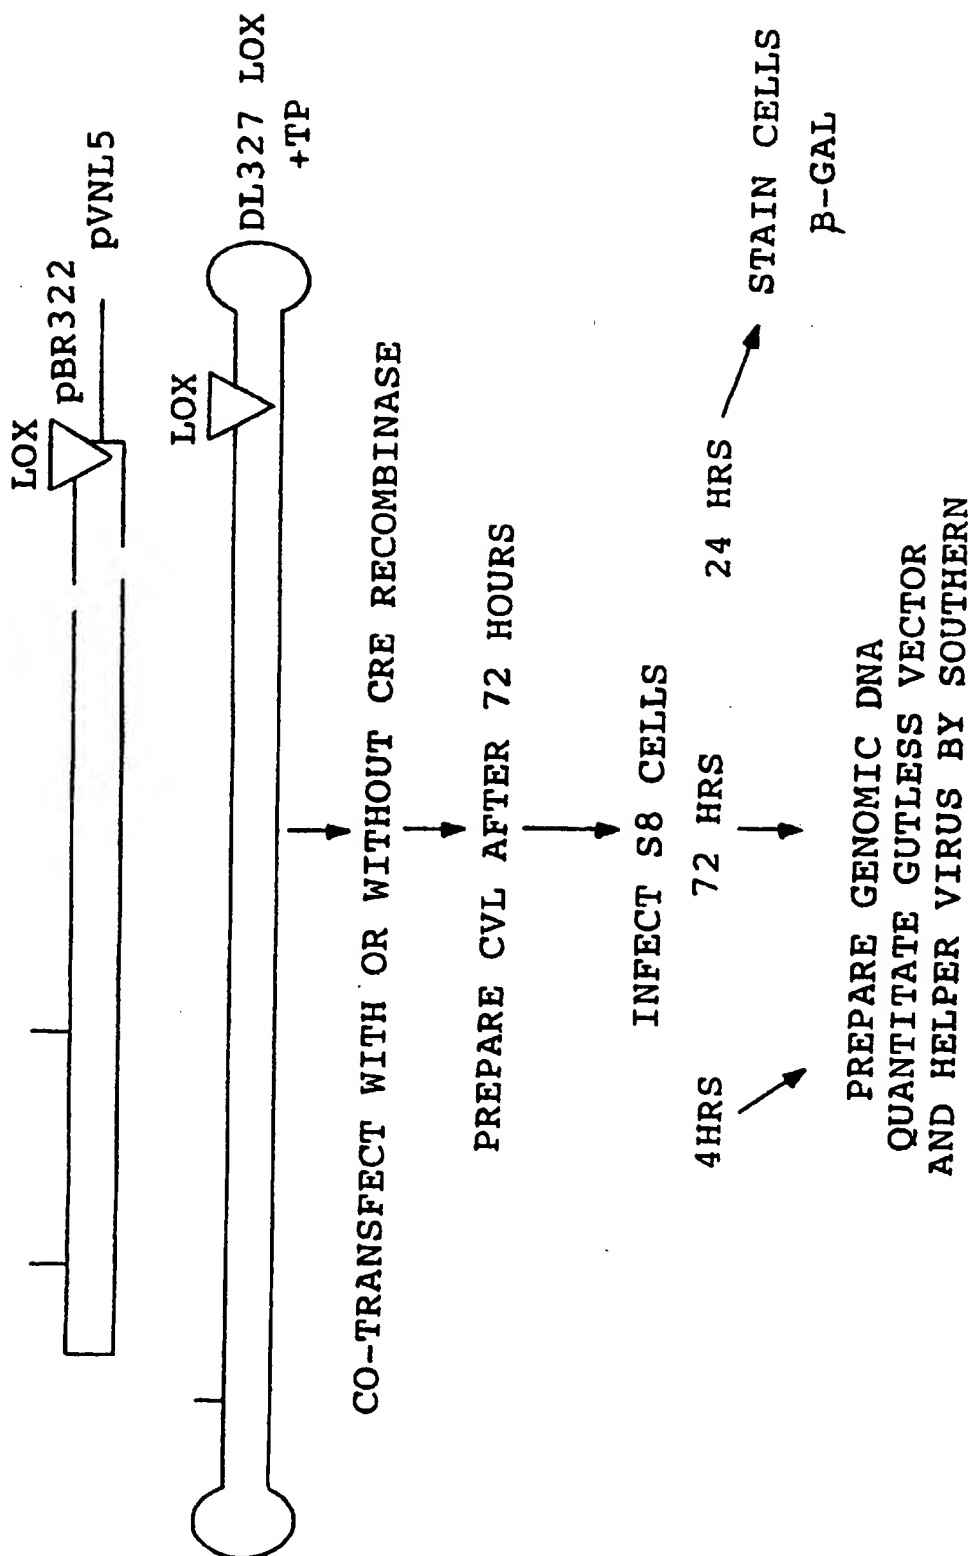 LOX
pBR322
pVNL5
LOX
DL327 LOX
+TP
CO-TRANSFECT WITH OR WITHOUT CRE RECOMBINASE
PREPARE CVL AFTER 72 HOURS
INFECT S8 CELLS
4HRS
72 HRS
24 HRS
STAIN CELLS
β-GAL
PREPARE GENOMIC DNA
QUANTITATE GUTLESS VECTOR
AND HELPER VIRUS BY SOUTHERN